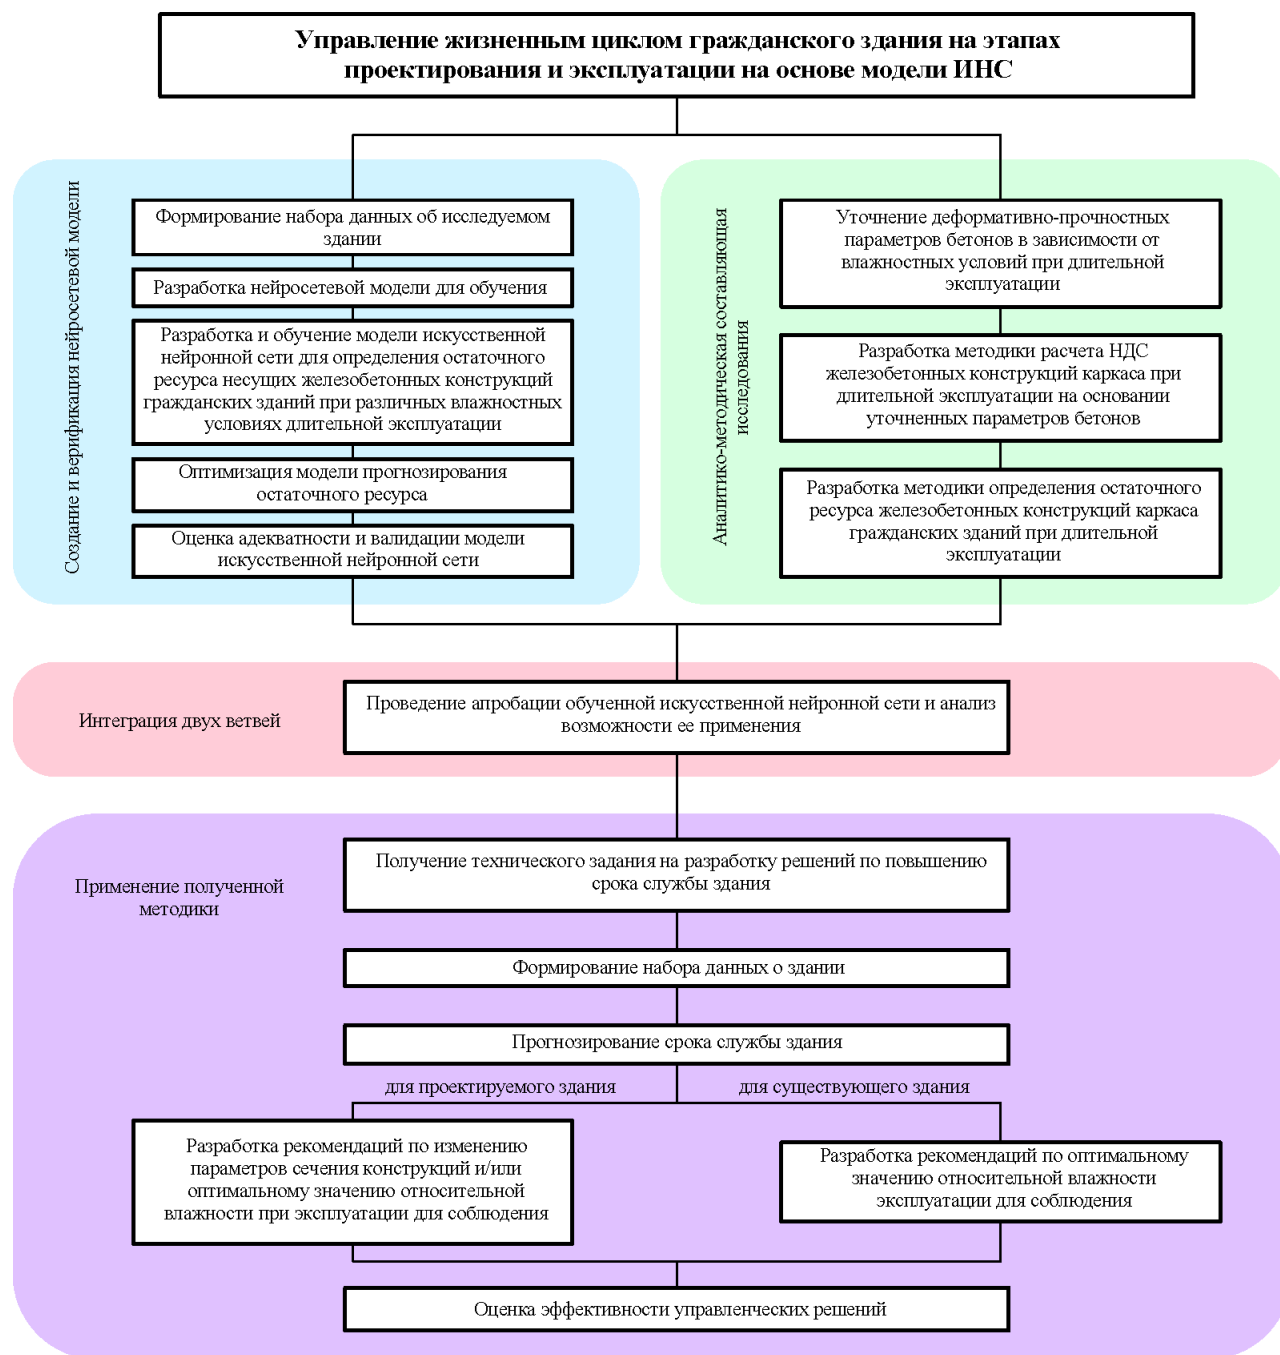 Управление жизненным циклом гражданского здания на этапах
проектирования и эксплуатации на основе модели ИНС
Создание и верификация нейросетевой модели
Формирование набора данных об исследуемом
здании
Разработка нейросетевой модели для обучения
Разработка и обучение модели искусственной
нейронной сети для определения остаточного
ресурса несущих железобетонных конструкций
гражданских зданий при различных влажностных
условиях длительной эксплуатации
Оптимизация модели прогнозирования
остаточного ресурса
Оценка адекватности и валидации модели
искусственной нейронной сети
Аналитико-методическая составляющая
исследования
Уточнение деформативно-прочностных
параметров бетонов в зависимости от
влажностных условий при длительной
эксплуатации
Разработка методики расчета НДС
железобетонных конструкций каркаса при
длительной эксплуатации на основании
уточненных параметров бетонов
Разработка методики определения остаточного
ресурса железобетонных конструкций каркаса
гражданских зданий при длительной
эксплуатации
Интеграция двух ветвей
Проведение апробации обученной искусственной нейронной сети и анализ
возможности ее применения
Применение полученной
методики
Получение технического задания на разработку решений по повышению
срока службы здания
Формирование набора данных о здании
Прогнозирование срока службы здания
для проектируемого здания
для существующего здания
Разработка рекомендаций по изменению
параметров сечения конструкций и/или
оптимальному значению относительной
влажности при эксплуатации для соблюдения
Разработка рекомендаций по оптимальному
значению относительной влажности
эксплуатации для соблюдения
Оценка эффективности управленческих решений